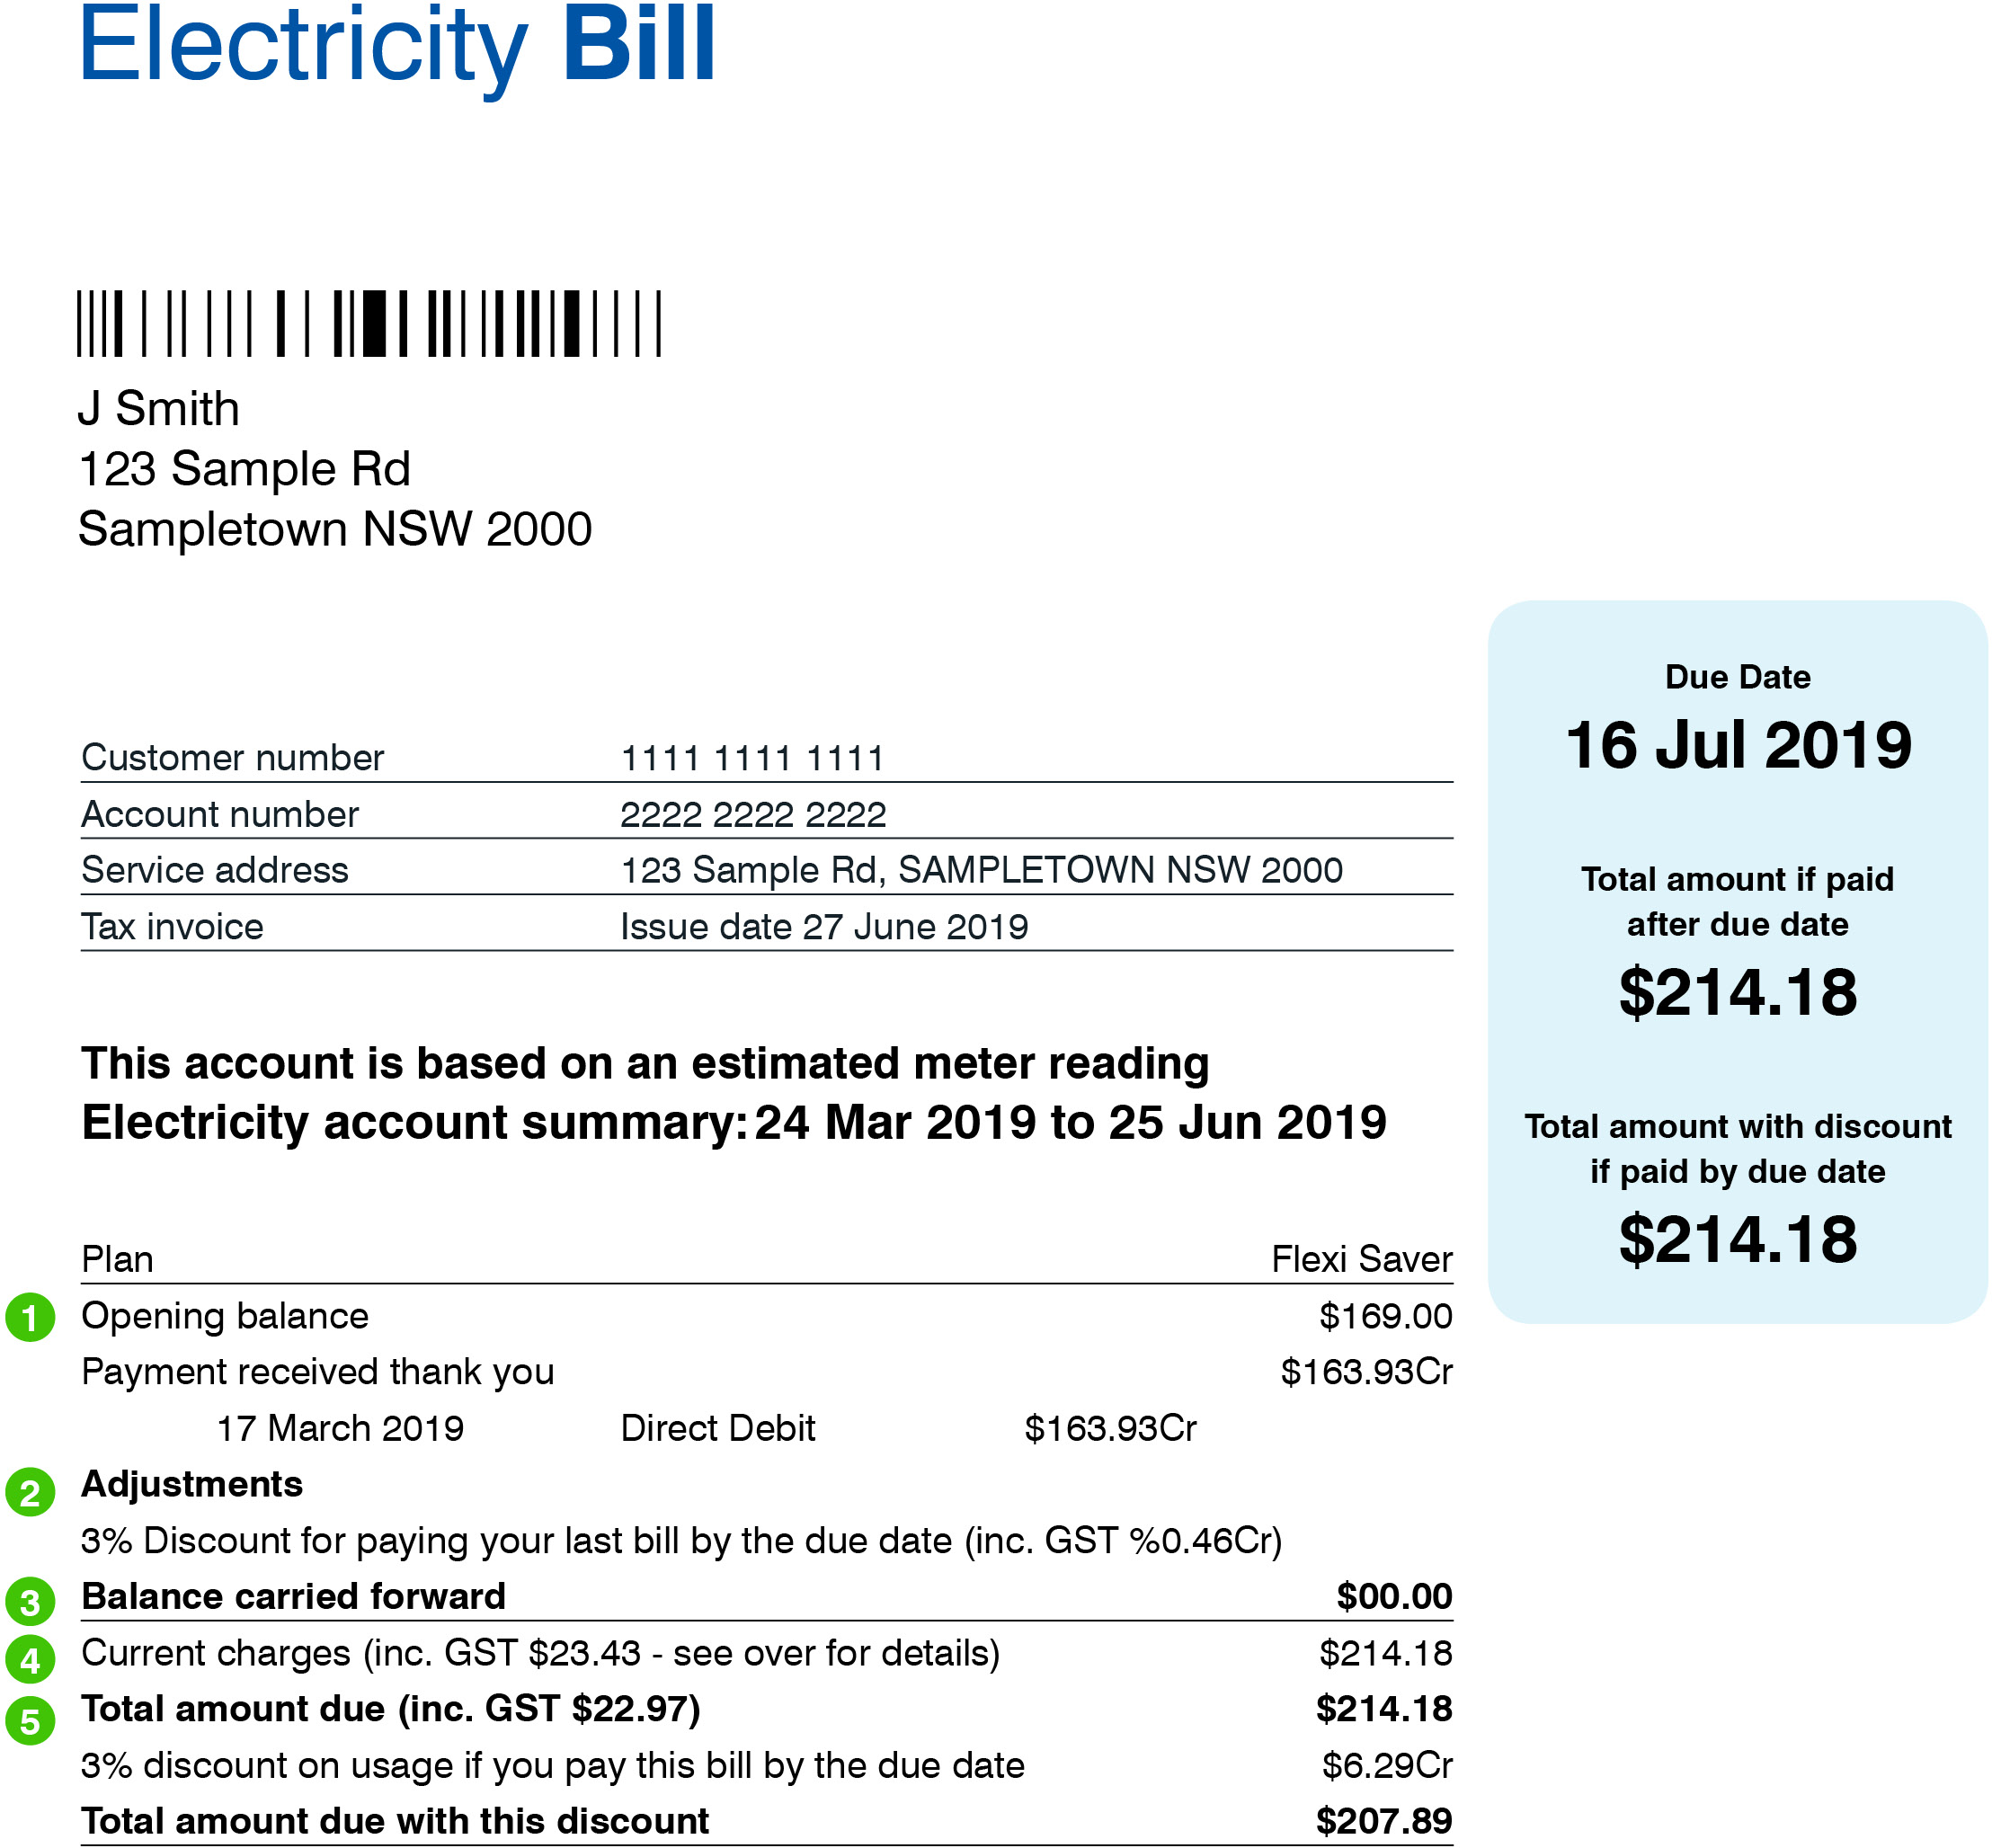 Electricity Bill
J Smith
123 Sample Rd
Sampletown NSW 2000
Customer number 1111 1111 1111
Account number 2222 2222 2222
Service address 123 Sample Rd, SAMPLETOWN NSW 2000
Tax invoice Issue date 27 June 2019
Due Date
16 Jul 2019
Total amount if paid
after due date
$214.18
Total amount with discount
if paid by due date
$214.18
This account is based on an estimated meter reading
Electricity account summary: 24 Mar 2019 to 25 Jun 2019
Plan Flexi Saver
1 Opening balance $169.00
Payment received thank you $163.93Cr
17 March 2019 Direct Debit $163.93Cr
2 Adjustments
3% Discount for paying your last bill by the due date (inc. GST %0.46Cr)
3 Balance carried forward $00.00
4 Current charges (inc. GST $23.43 - see over for details) $214.18
5 Total amount due (inc. GST $22.97) $214.18
3% discount on usage if you pay this bill by the due date $6.29Cr
Total amount due with this discount $207.89